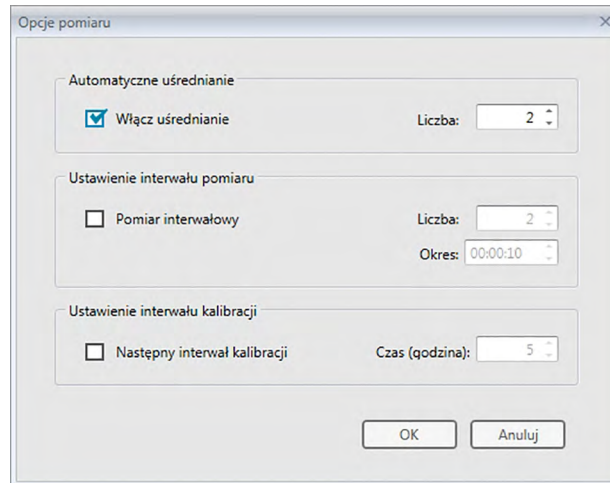 Opcje pomiaru
Automatyczne uśrednianie
Włącz uśrednianie Liczba: 2
Ustawienie interwału pomiaru
Pomiar interwałowy Liczba: 2
Okres: 00:00:10
Ustawienie interwału kalibracji
Następny interwał kalibracji Czas (godzina): 5
OK Anuluj